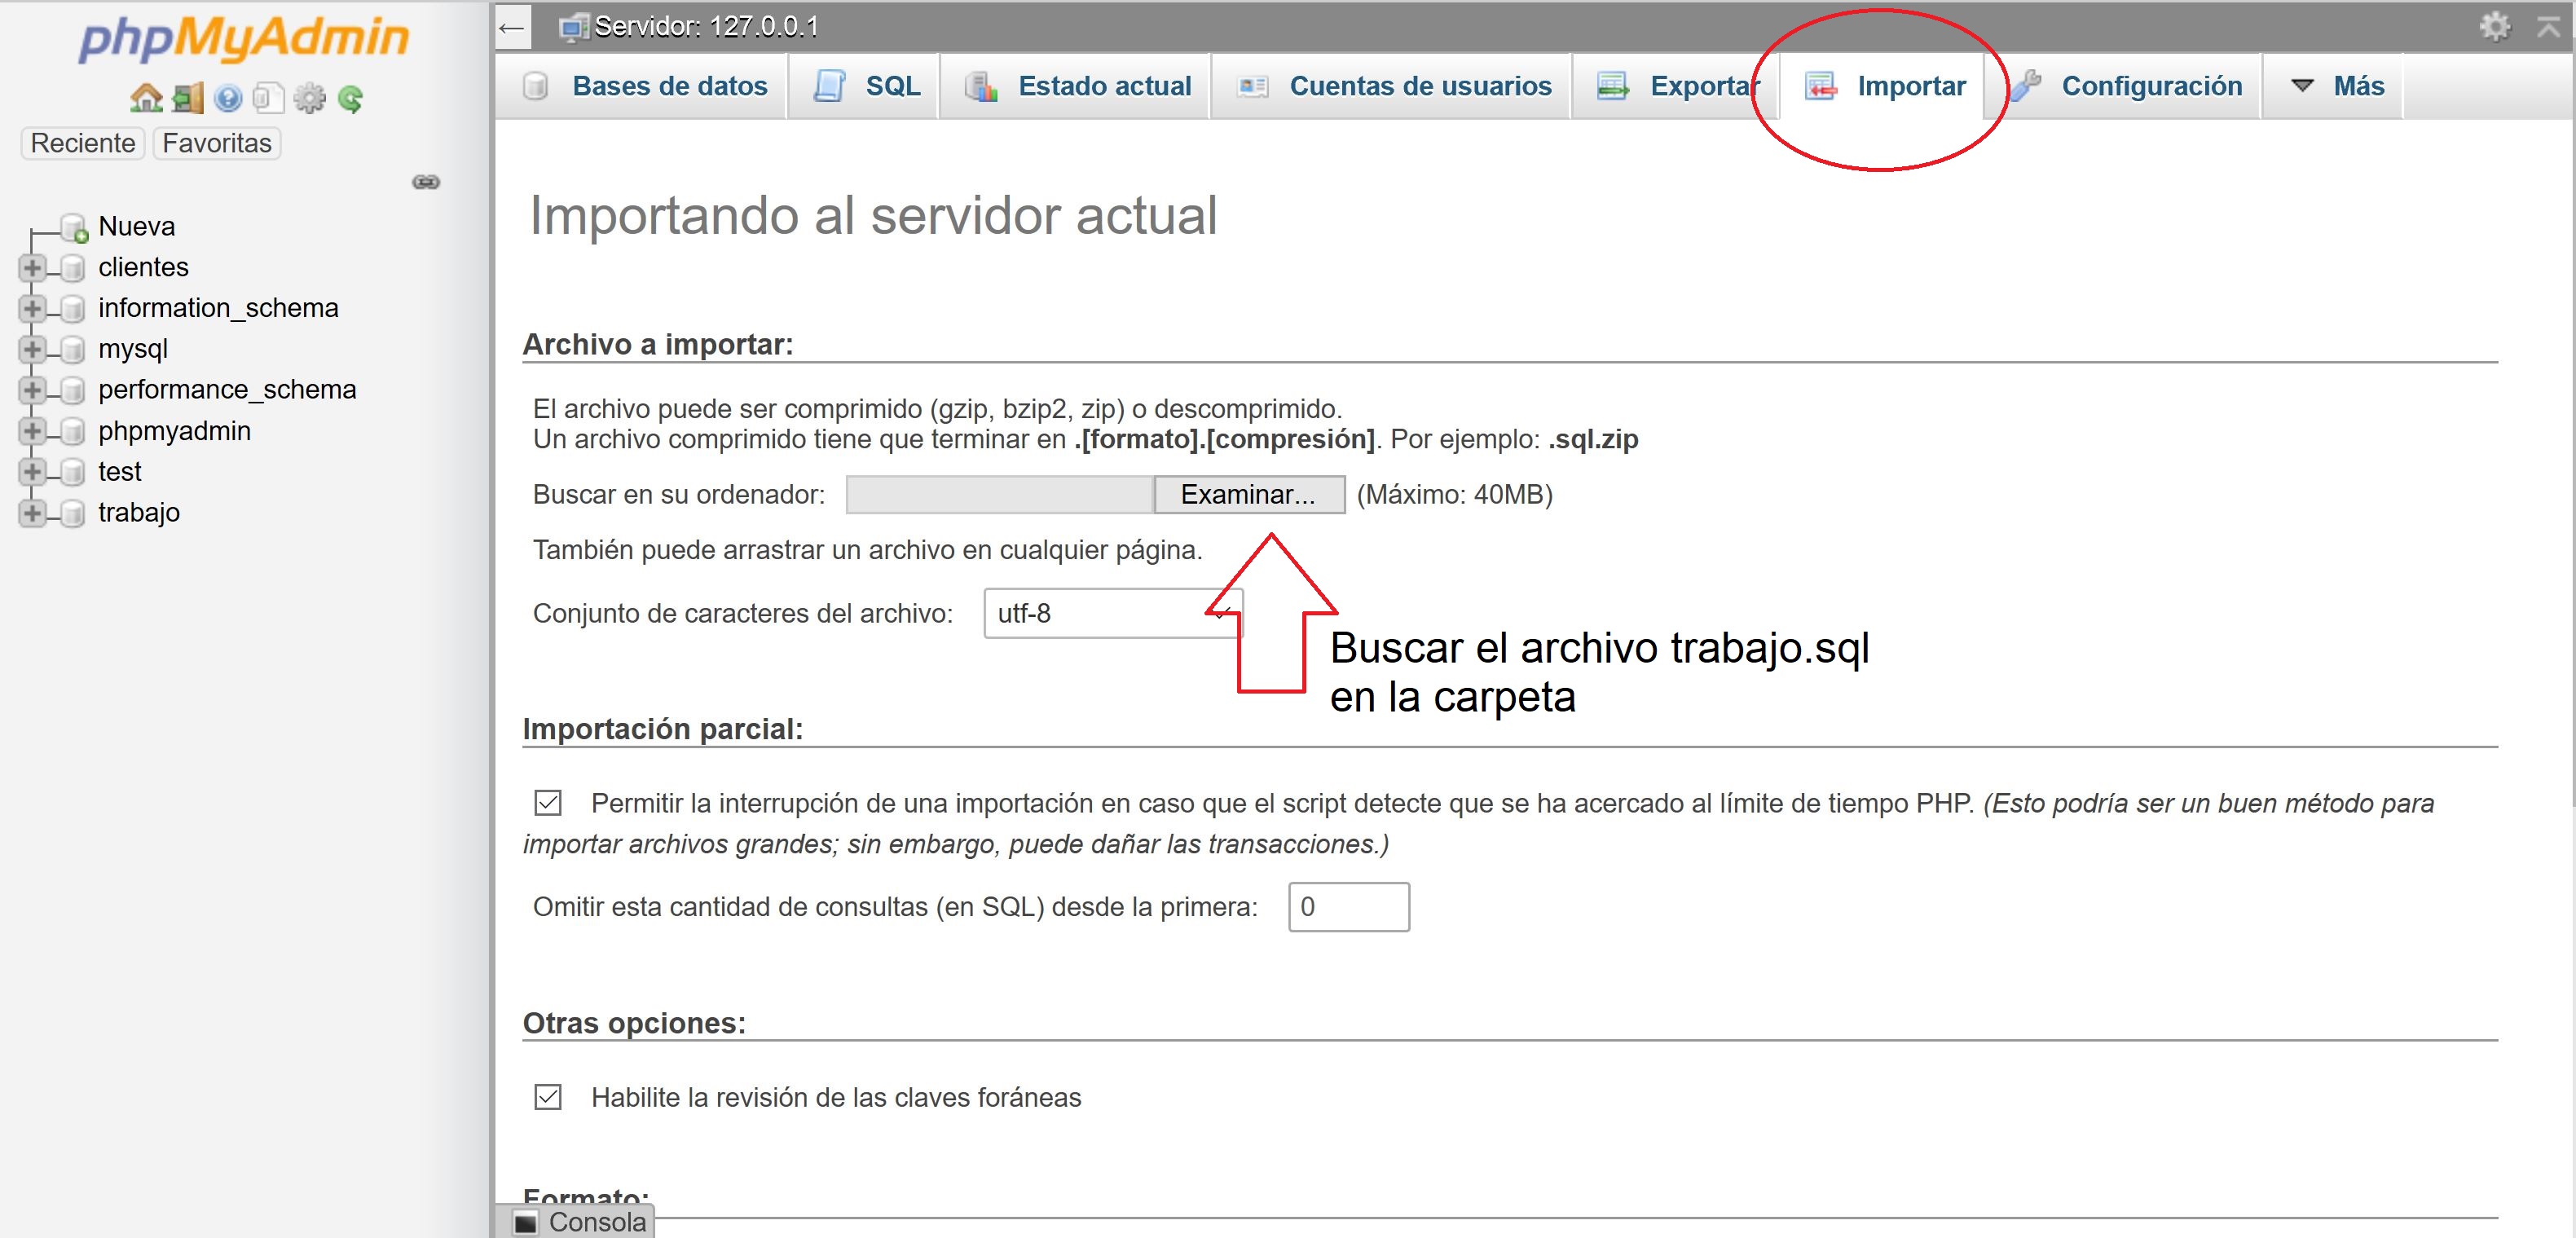 phpMyAdmin
Reciente Favoritas
Nueva
clientes
information_schema
mysql
performance_schema
phpmyadmin
test
trabajo
← Servidor: 127.0.0.1
Bases de datos SQL Estado actual Cuentas de usuarios Exportar Importar Configuración Más
Importando al servidor actual
Archivo a importar:
El archivo puede ser comprimido (gzip, bzip2, zip) o descomprimido.
Un archivo comprimido tiene que terminar en .[formato].[compresión]. Por ejemplo: .sql.zip
Buscar en su ordenador: Examinar... (Máximo: 40MB)
También puede arrastrar un archivo en cualquier página.
Conjunto de caracteres del archivo: utf-8
Buscar el archivo trabajo.sql
en la carpeta
Importación parcial:
Permitir la interrupción de una importación en caso que el script detecte que se ha acercado al límite de tiempo PHP. (Esto podría ser un buen método para
importar archivos grandes; sin embargo, puede dañar las transacciones.)
Omitir esta cantidad de consultas (en SQL) desde la primera: 0
Otras opciones:
Habilite la revisión de las claves foráneas
Formato:
Consola